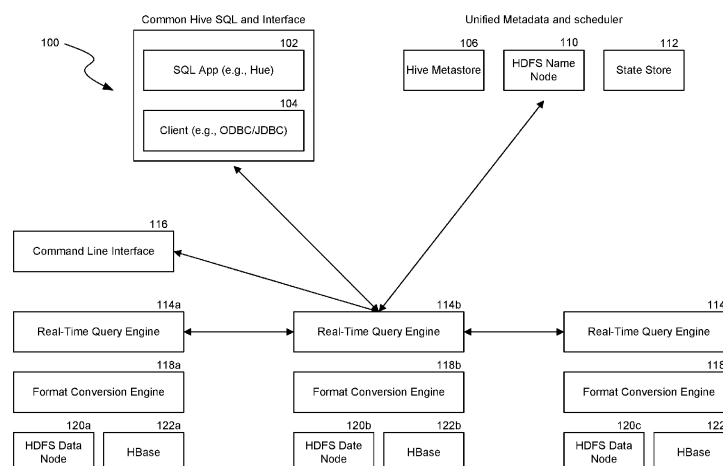 Common Hive SQL and Interface
Unified Metadata and scheduler
100
102
SQL App (e.g., Hue)
104
Client (e.g., ODBC/JDBC)
106
Hive Metastore
110
HDFS Name
Node
112
State Store
116
Command Line Interface
114a
Real-Time Query Engine
114b
Real-Time Query Engine
114
Real-Time Query Engine
118a
Format Conversion Engine
118b
Format Conversion Engine
118
Format Conversion Engine
120a
HDFS Data
Node
122a
HBase
120b
HDFS Date
Node
122b
HBase
120c
HDFS Data
Node
122
HBase